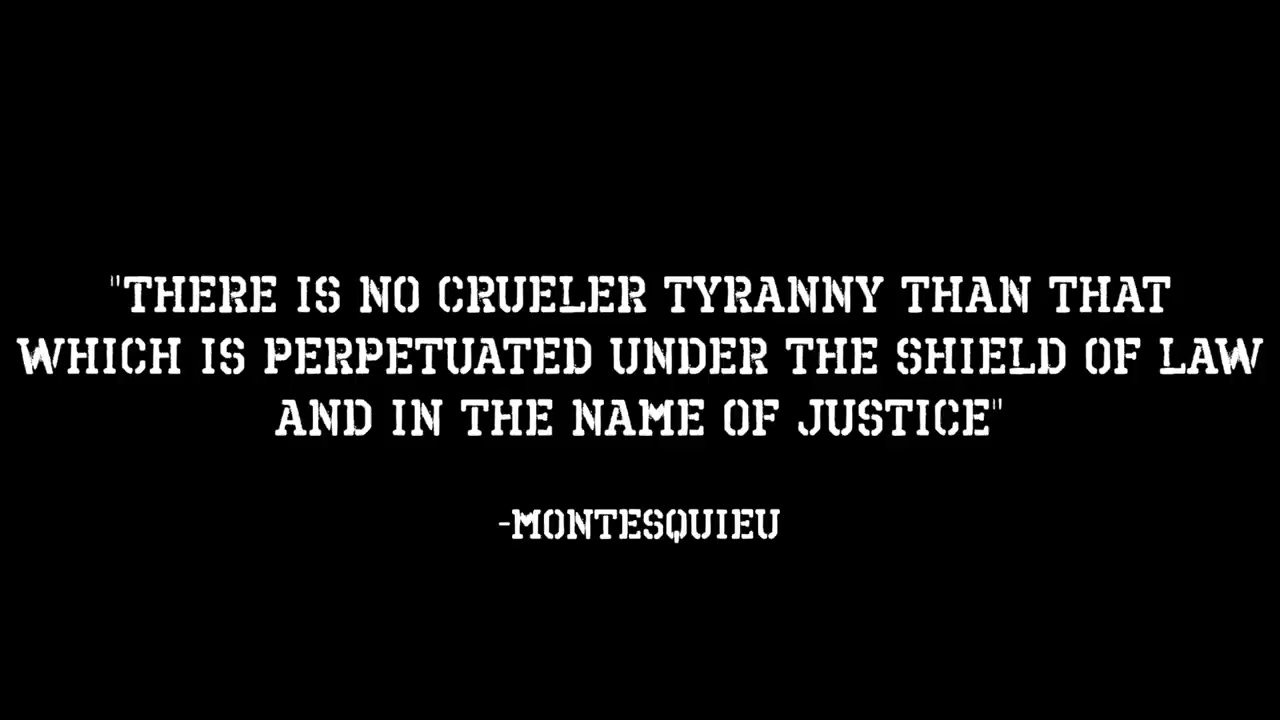 "THERE IS NO CRUELER TYRANNY THAN THAT
WHICH IS PERPETUATED UNDER THE SHIELD OF LAW
AND IN THE NAME OF JUSTICE"
-MONTESQUIEU